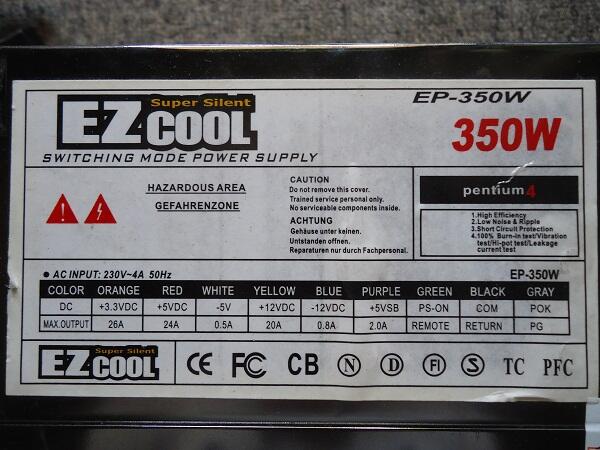 EZ COOL
Super Silent
SWITCHING MODE POWER SUPPLY
EP-350W
350W
HAZARDOUS AREA
GEFAHRENZONE
CAUTION
Do not remove this cover.
Trained service personal only.
No serviceable components inside.
ACHTUNG
Gehäuse unter keinen.
Untstanden offnen.
Reparaturen nur durch Fachpersonal.
pentium 4
1.High Efficiency
2.Low Noise & Ripple
3.Short Circuit Protection
4.100% Burn-in test/Vibration
test/Hi-pot test/Leakage
current test
● AC INPUT: 230V~4A 50Hz EP-350W
COLOR ORANGE RED WHITE YELLOW BLUE PURPLE GREEN BLACK GRAY
DC +3.3VDC +5VDC -5V +12VDC -12VDC +5VSB PS-ON COM POK
MAX.OUTPUT 26A 24A 0.5A 20A 0.8A 2.0A REMOTE RETURN PG
EZ COOL
Super Silent
CE FC CB N D FI S TC PFC